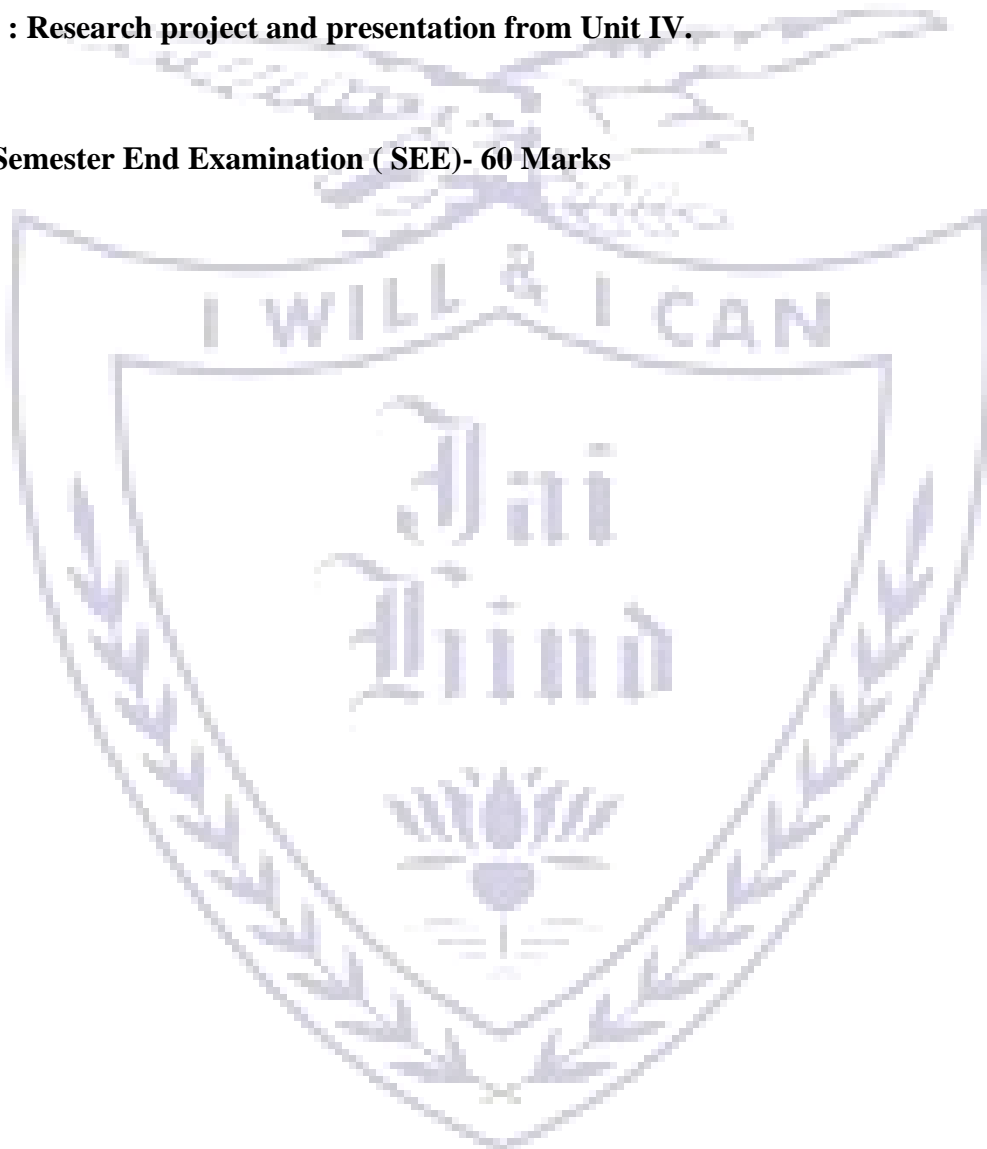 : Research project and presentation from Unit IV.
Semester End Examination ( SEE)- 60 Marks
I WILL & I CAN
Jai
Hind